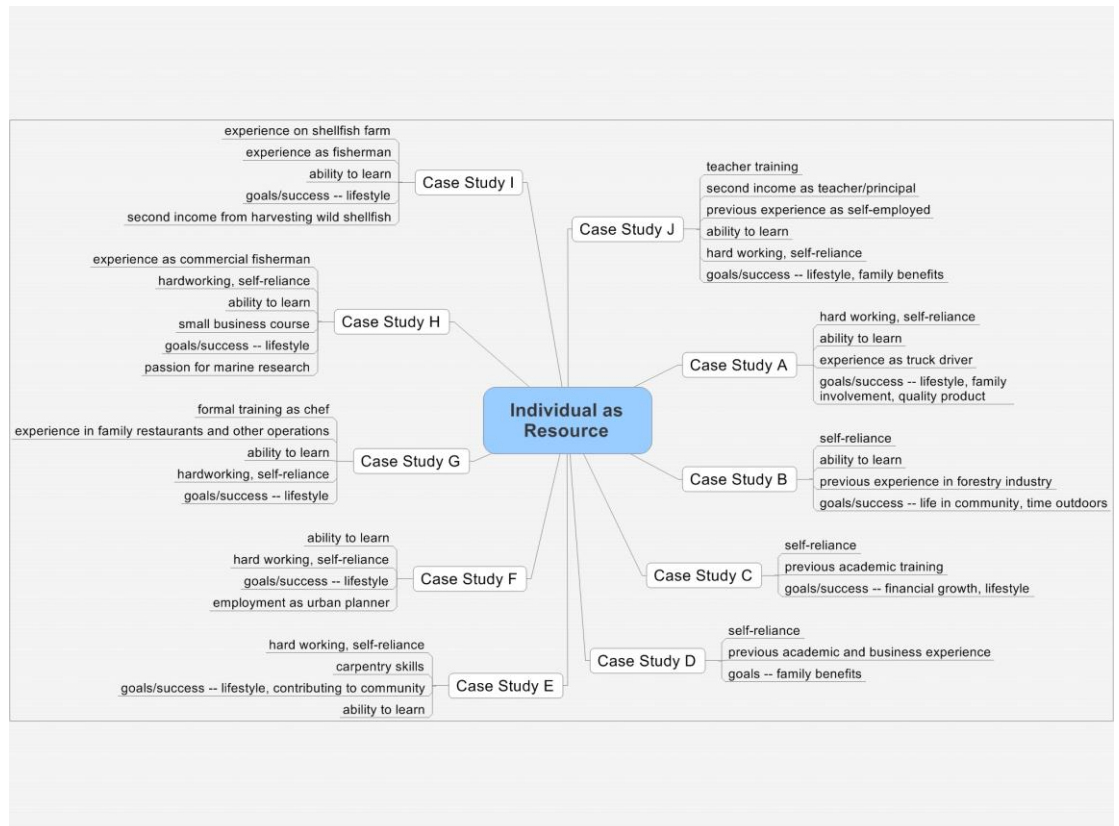 Individual as
Resource
Case Study I
experience on shellfish farm
experience as fisherman
ability to learn
goals/success -- lifestyle
second income from harvesting wild shellfish
Case Study H
experience as commercial fisherman
hardworking, self-reliance
ability to learn
small business course
goals/success -- lifestyle
passion for marine research
Case Study G
formal training as chef
experience in family restaurants and other operations
ability to learn
hardworking, self-reliance
goals/success -- lifestyle
Case Study F
ability to learn
hard working, self-reliance
goals/success -- lifestyle
employment as urban planner
Case Study E
hard working, self-reliance
carpentry skills
goals/success -- lifestyle, contributing to community
ability to learn
Case Study J
teacher training
second income as teacher/principal
previous experience as self-employed
ability to learn
hard working, self-reliance
goals/success -- lifestyle, family benefits
Case Study A
hard working, self-reliance
ability to learn
experience as truck driver
goals/success -- lifestyle, family
involvement, quality product
Case Study B
self-reliance
ability to learn
previous experience in forestry industry
goals/success -- life in community, time outdoors
Case Study C
self-reliance
previous academic training
goals/success -- financial growth, lifestyle
Case Study D
self-reliance
previous academic and business experience
goals -- family benefits